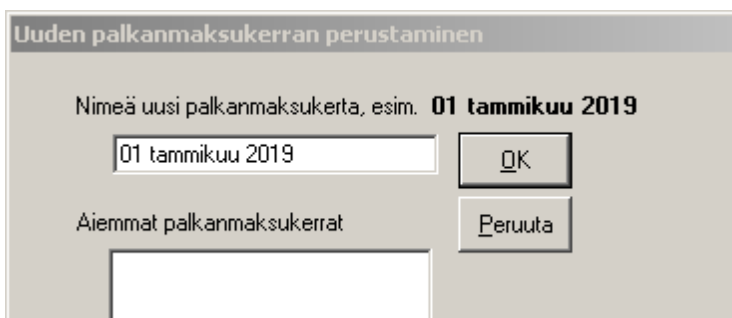 Uuden palkanmaksukerran perustaminen
Nimeä uusi palkanmaksukerta, esim. 01 tammikuu 2019
01 tammikuu 2019
OK
Aiemmat palkanmaksukerrat
Peruuta